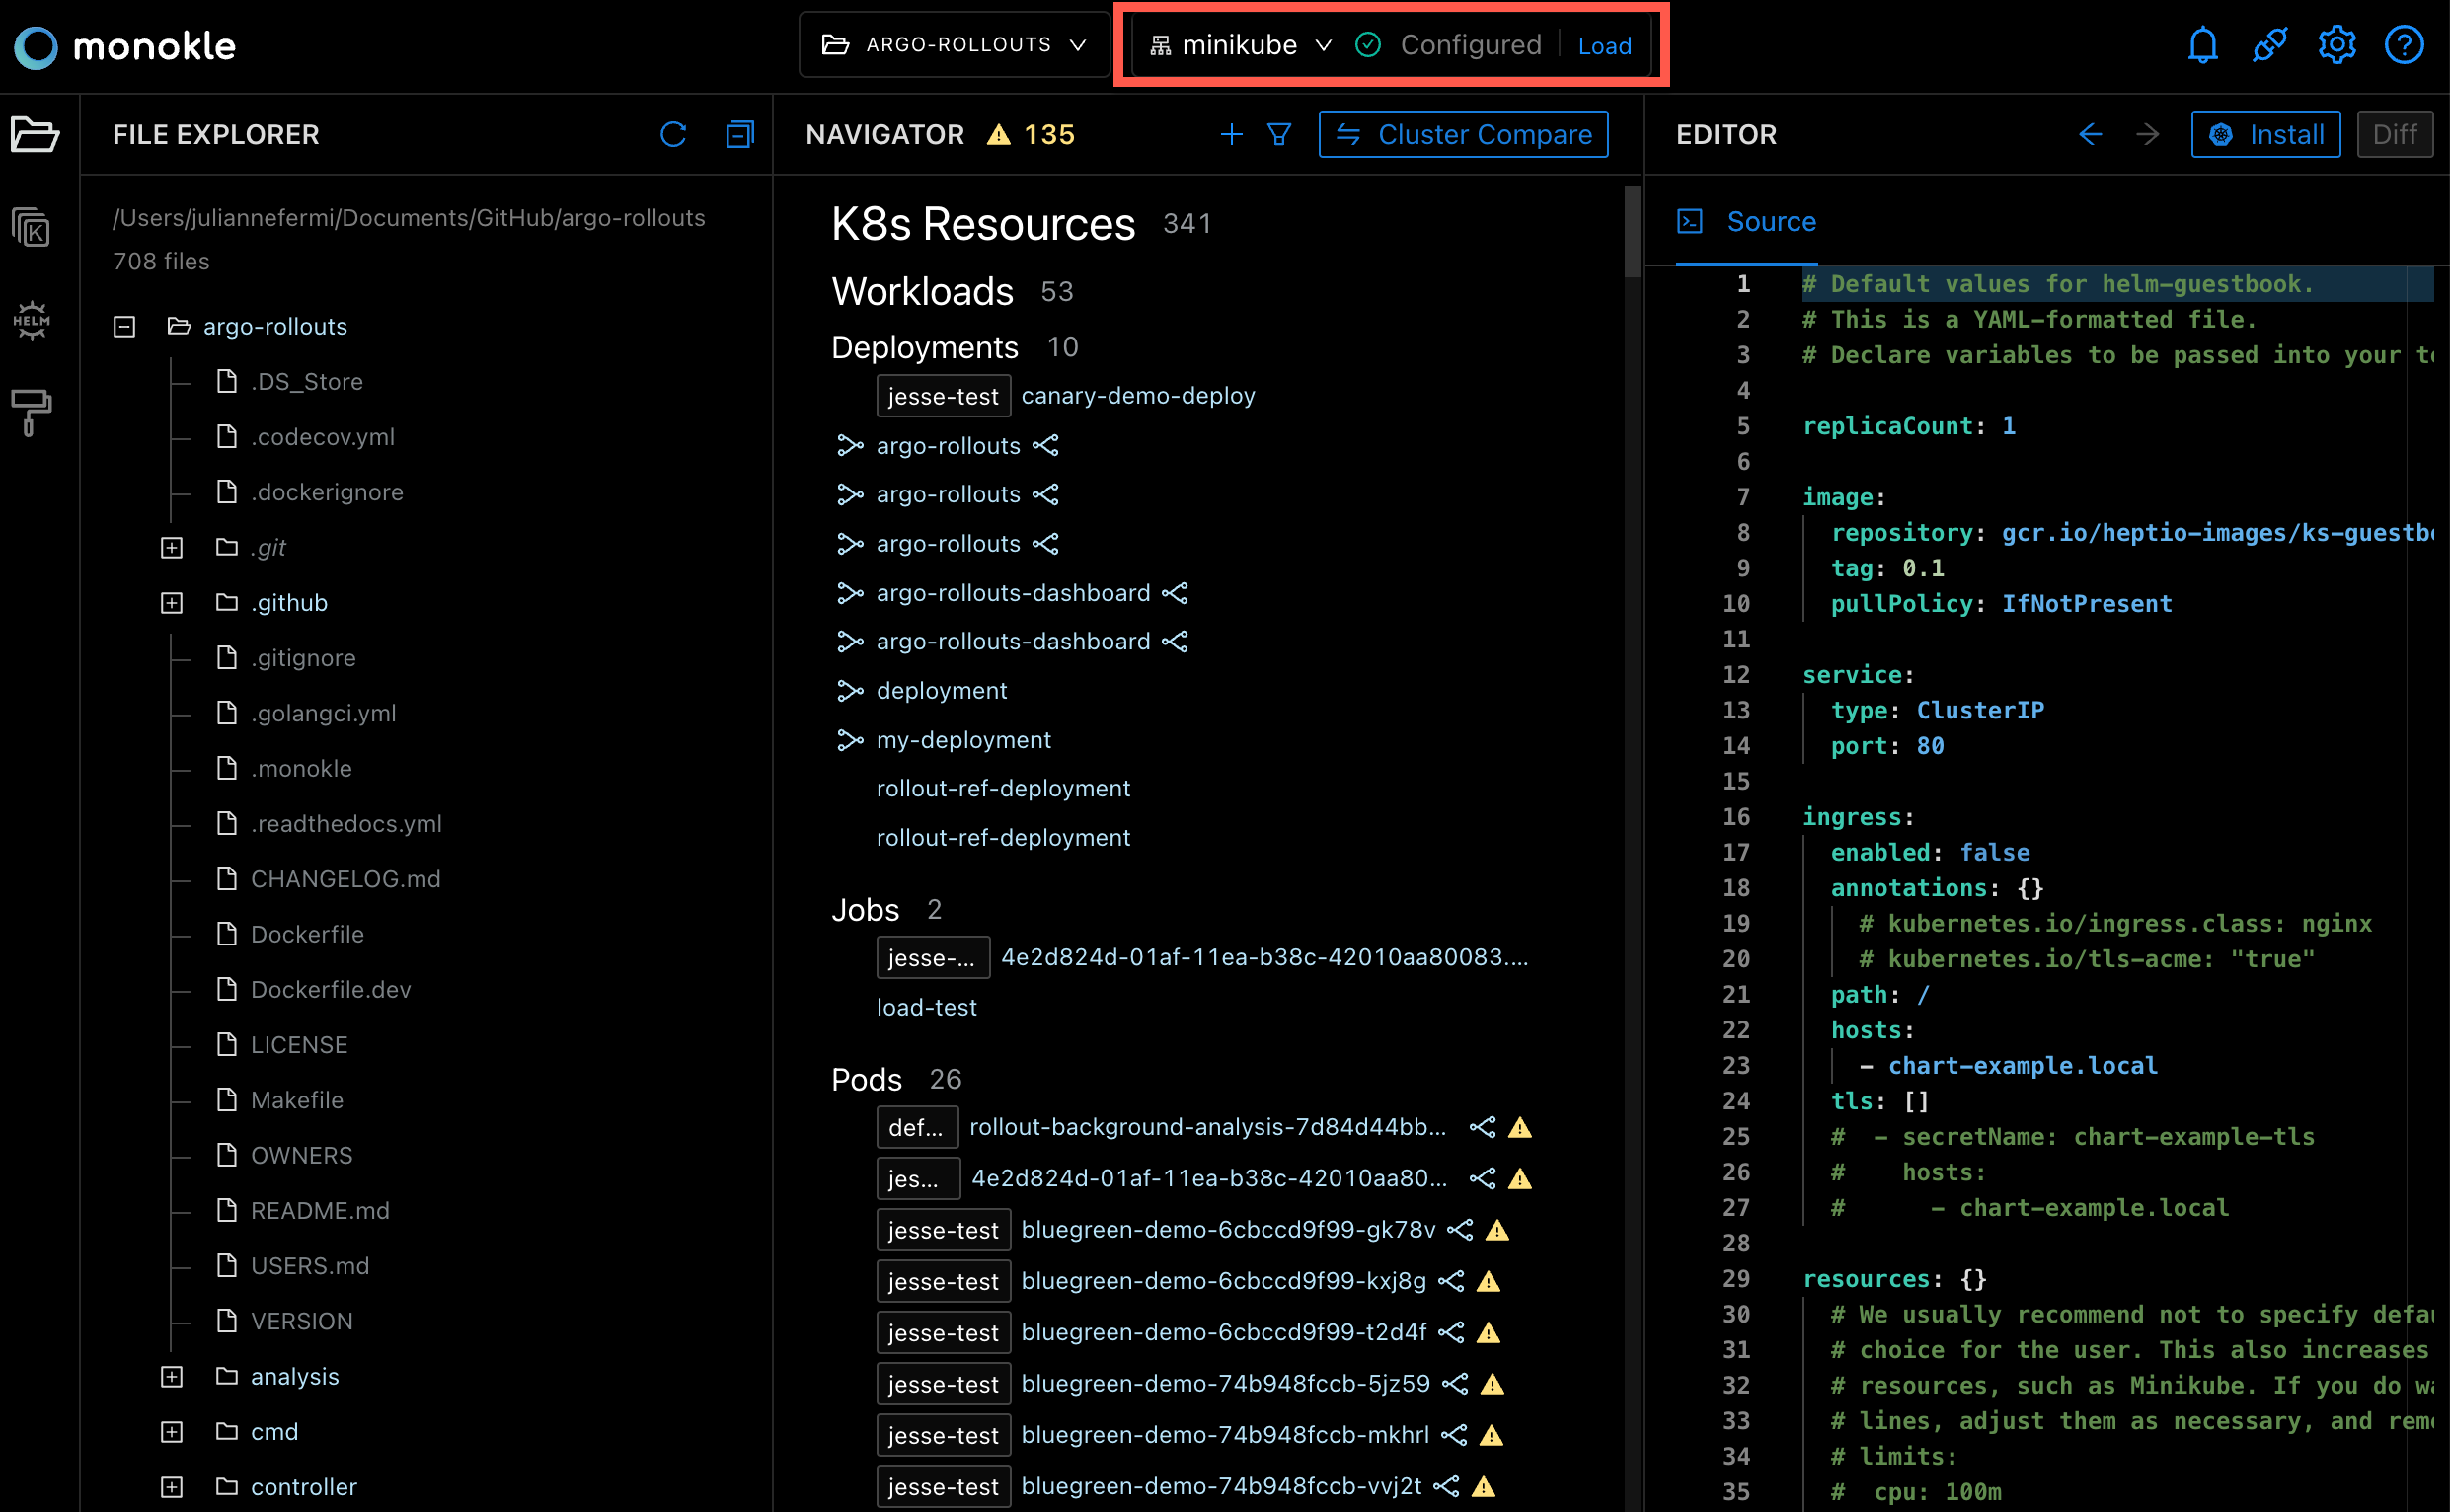 monokle
ARGO-ROLLOUTS
minikube Configured Load
FILE EXPLORER
/Users/juliannefermi/Documents/GitHub/argo-rollouts
708 files
argo-rollouts
.DS_Store
.codecov.yml
.dockerignore
.git
.github
.gitignore
.golangci.yml
.monokle
.readthedocs.yml
CHANGELOG.md
Dockerfile
Dockerfile.dev
LICENSE
Makefile
OWNERS
README.md
USERS.md
VERSION
analysis
cmd
controller
K
HELM
NAVIGATOR 135
Cluster Compare
K8s Resources 341
Workloads 53
Deployments 10
jesse-test canary-demo-deploy
argo-rollouts
argo-rollouts
argo-rollouts
argo-rollouts-dashboard
argo-rollouts-dashboard
deployment
my-deployment
rollout-ref-deployment
rollout-ref-deployment
Jobs 2
jesse-... 4e2d824d-01af-11ea-b38c-42010aa80083....
load-test
Pods 26
def... rollout-background-analysis-7d84d44bb...
jes... 4e2d824d-01af-11ea-b38c-42010aa80...
jesse-test bluegreen-demo-6cbccd9f99-gk78v
jesse-test bluegreen-demo-6cbccd9f99-kxj8g
jesse-test bluegreen-demo-6cbccd9f99-t2d4f
jesse-test bluegreen-demo-74b948fccb-5jz59
jesse-test bluegreen-demo-74b948fccb-mkhrl
jesse-test bluegreen-demo-74b948fccb-vvj2t
EDITOR
Install
Diff
Source
1 # Default values for helm-guestbook.
2 # This is a YAML-formatted file.
3 # Declare variables to be passed into your
4
5 replicaCount: 1
6
7 image:
8 repository: gcr.io/heptio-images/ks-guestb
9 tag: 0.1
10 pullPolicy: IfNotPresent
11
12 service:
13 type: ClusterIP
14 port: 80
15
16 ingress:
17 enabled: false
18 annotations: {}
19 # kubernetes.io/ingress.class: nginx
20 # kubernetes.io/tls-acme: "true"
21 path: /
22 hosts:
23 - chart-example.local
24 tls: []
25 # - secretName: chart-example-tls
26 # hosts:
27 # - chart-example.local
28
29 resources: {}
30 # We usually recommend not to specify defa
31 # choice for the user. This also increases
32 # resources, such as Minikube. If you do
33 # lines, adjust them as necessary, and
34 # limits:
35 # cpu: 100m